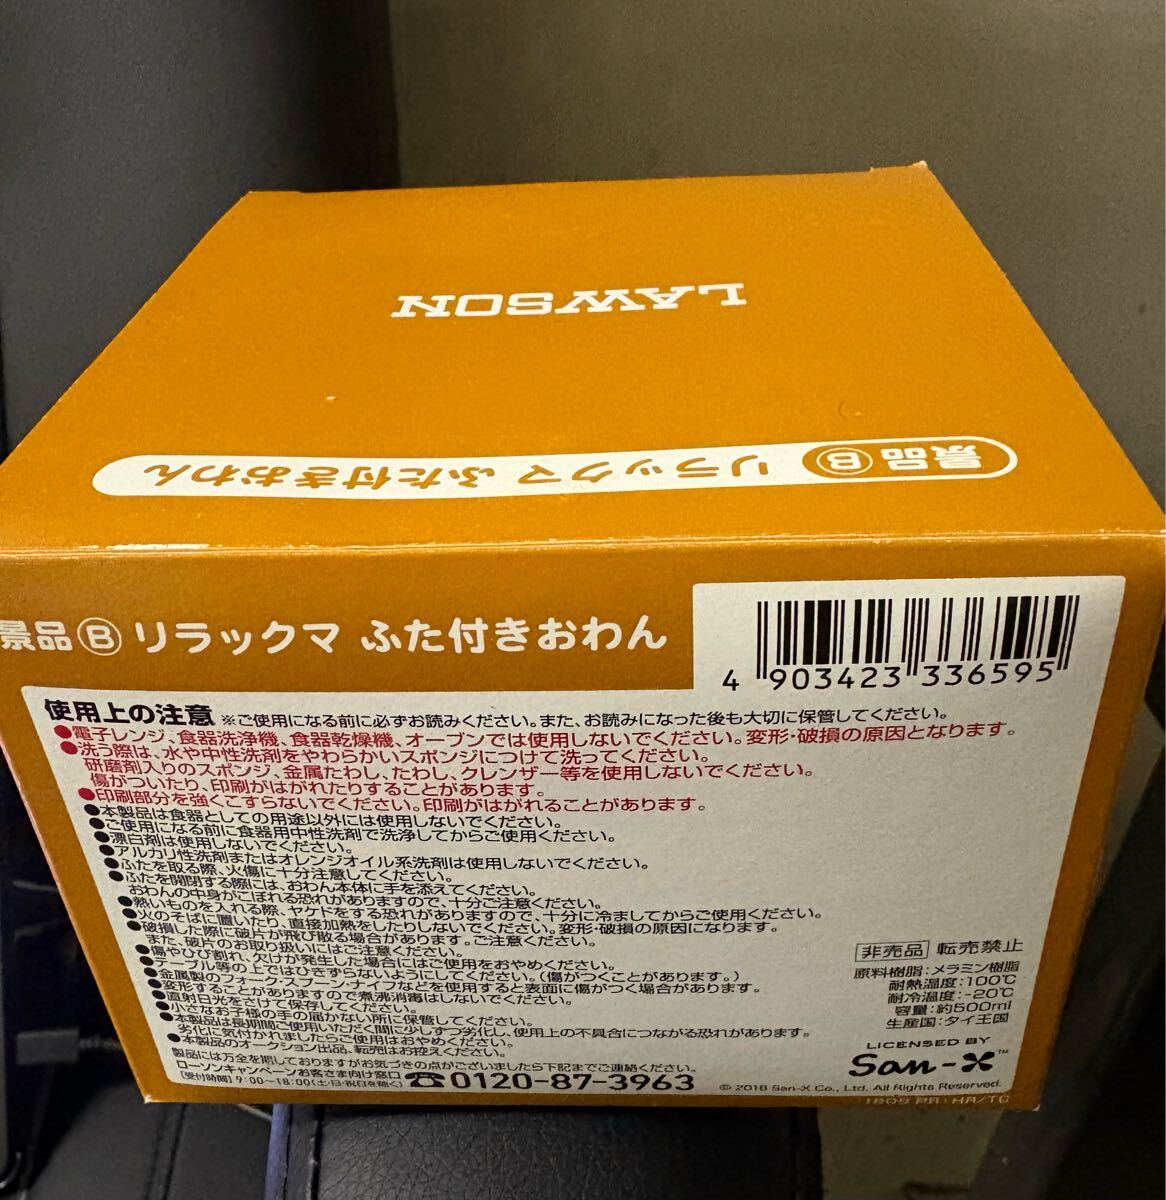 LAWSON
景品 B リラックマ ふた付きおわん
景品 B リラックマ ふた付きおわん
4 903423 336595
使用上の注意 ※ご使用になる前に必ずお読みください。また、お読みになった後も大切に保管してください。
●電子レンジ、食器洗浄機、食器乾燥機、オーブンでは使用しないでください。変形・破損の原因となります。
●洗う際は、水や中性洗剤をやわらかいスポンジにつけて洗ってください。
研磨剤入りのスポンジ、金属たわし、たわし、クレンザー等を使用しないでください。
傷がついたり、印刷がはがれたりすることがあります。
●印刷部分を強くこすらないでください。印刷がはがれることがあります。
●本製品は食器としての用途以外には使用しないでください。
●ご使用になる前に食器用中性洗剤で洗浄してからご使用ください。
●漂白剤は使用しないでください。
●アルカリ性洗剤またはオレンジオイル系洗剤は使用しないでください。
●ふたを取る際、火傷に十分注意してください。
●ふたを開閉する際には、おわん本体に手を添えてください。
おわんの中身がこぼれる恐れがありますので、十分ご注意ください。
●熱いものを入れる際、ヤケドをする恐れがありますので、十分に冷ましてからご使用ください。
●火のそばに置いたり、直接加熱をしたりしないでください。変形・破損の原因になります。
●破損した際に破片が飛び散る場合があります。ご注意ください。
また、破片のお取り扱いにはご注意ください。
●傷やひび割れ、欠けが発生した場合にはご使用をおやめください。
●テーブル等の上ではひきずらないようにしてください。(傷がつくことがあります。)
●金属製のフォーク・スプーン・ナイフなどを使用すると表面に傷がつく場合があります。
●変形することがありますので煮沸消毒はしないでください。
●直射日光をさけて保存してください。
●小さなお子様の手の届かない所に保管してください。
●本製品は長期間ご使用いただく間に少しずつ劣化し、使用上の不具合につながる恐れがあります。
劣化に気付かれましたらご使用はおやめください。
●本製品のオークション出品、転売はお控えください。
製品には万全を期しておりますがお気づきの点がございましたら下記までご連絡ください。
ローソンキャンペーンお客さま向け窓口
[受付時間] 9:00~18:00(土・日・祝日を除く) ☎0120-87-3963
非売品 転売禁止
原料樹脂:メラミン樹脂
耐熱温度:100℃
耐冷温度:-20℃
容量:約500ml
生産国:タイ王国
LICENSED BY
San-X™
© 2018 San-X Co., Ltd. All Rights Reserved.